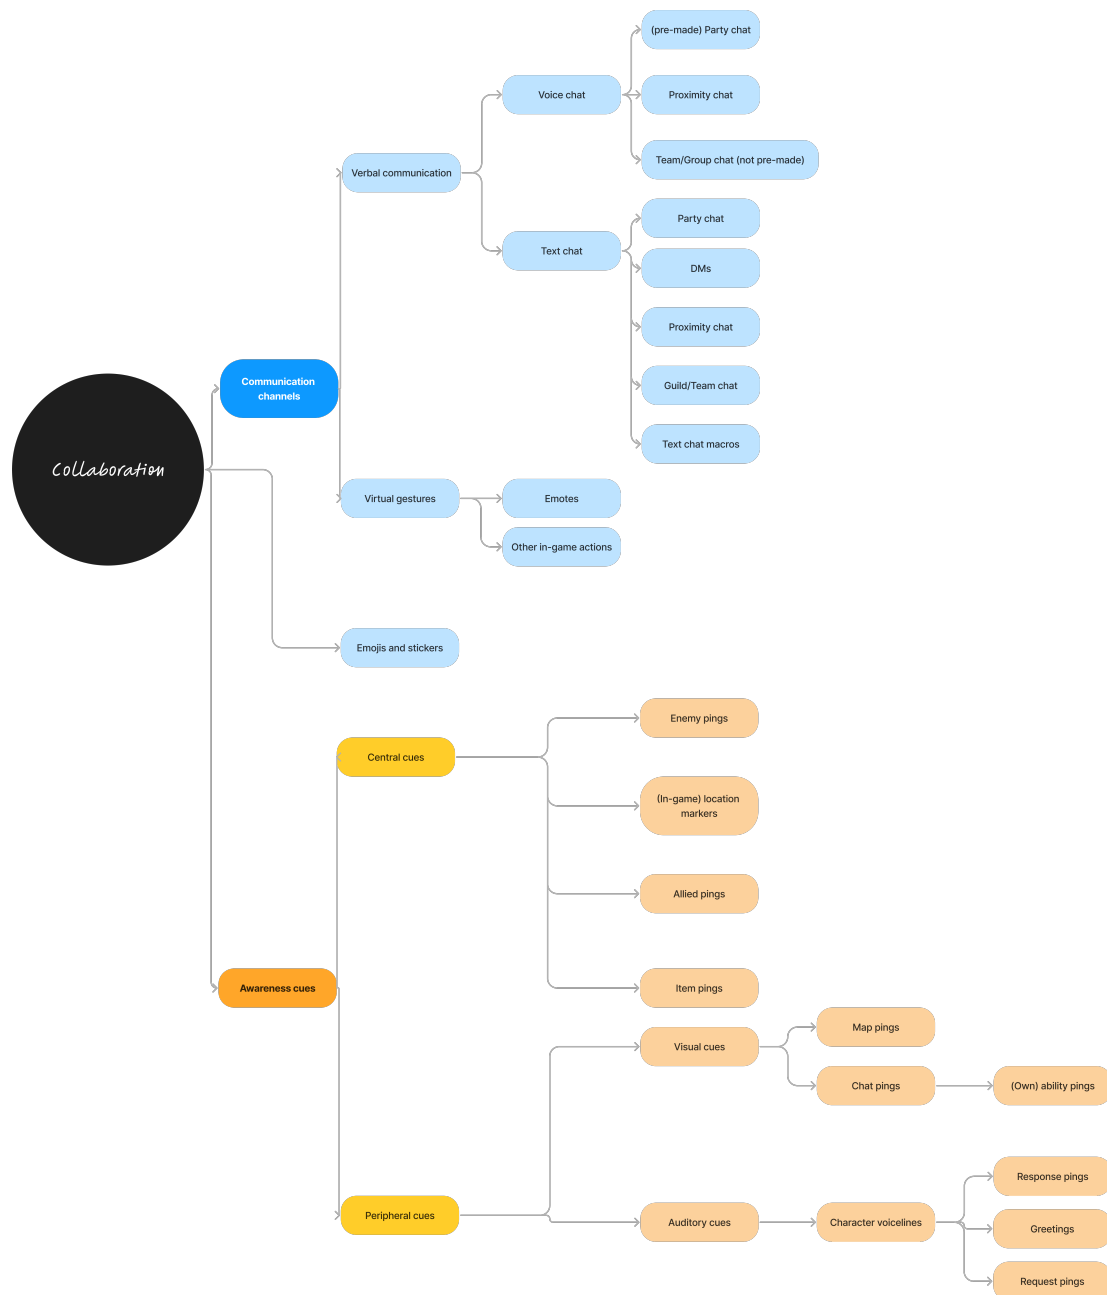 (pre-made) Party chat
Voice chat
Proximity chat
Team/Group chat (not pre-made)
Verbal communication
Party chat
Text chat
DMs
Proximity chat
Communication
channels
Guild/Team chat
Text chat macros
Collaboration
Virtual gestures
Emotes
Other in-game actions
Emojis and stickers
Enemy pings
Central cues
(In-game) location
markers
Allied pings
Awareness cues
Item pings
Visual cues
Map pings
Chat pings
(Own) ability pings
Response pings
Peripheral cues
Auditory cues
Character voicelines
Greetings
Request pings